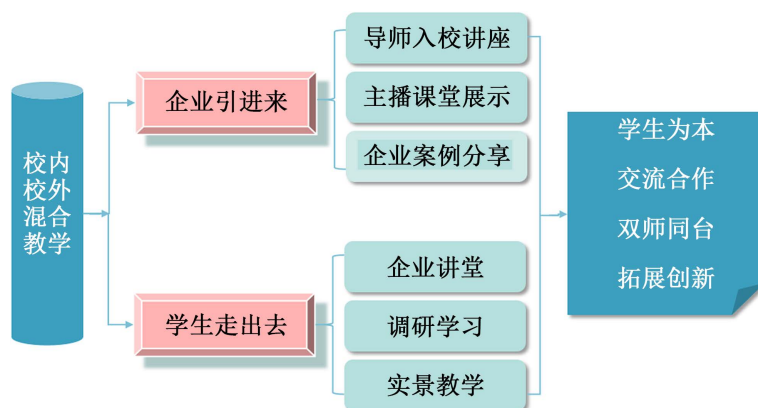 校内
校外
混合
教学
企业引进来
导师入校讲座
主播课堂展示
企业案例分享
学生走出去
企业讲堂
调研学习
实景教学
学生为本
交流合作
双师同台
拓展创新